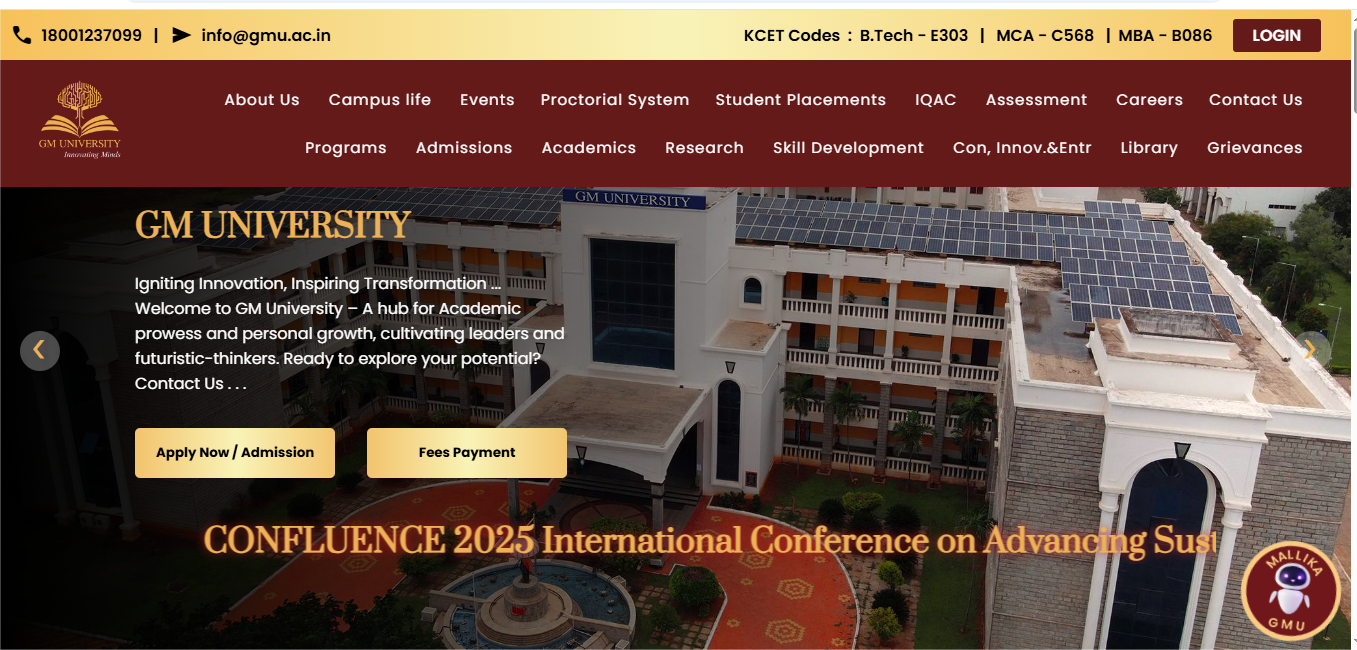 18001237099 | info@gmu.ac.in KCET Codes : B.Tech - E303 | MCA - C568 | MBA - B086 LOGIN
About Us Campus life Events Proctorial System Student Placements IQAC Assessment Careers Contact Us
GM UNIVERSITY
Innovating Minds
Programs Admissions Academics Research Skill Development Con, Innov.&Entr Library Grievances
GM UNIVERSITY
GM UNIVERSITY
Igniting Innovation, Inspiring Transformation ...
Welcome to GM University – A hub for Academic
prowess and personal growth, cultivating leaders and
futuristic-thinkers. Ready to explore your potential?
Contact Us . . .
Apply Now / Admission Fees Payment
CONFLUENCE 2025 International Conference on Advancing Sust
MALLIKA
GMU